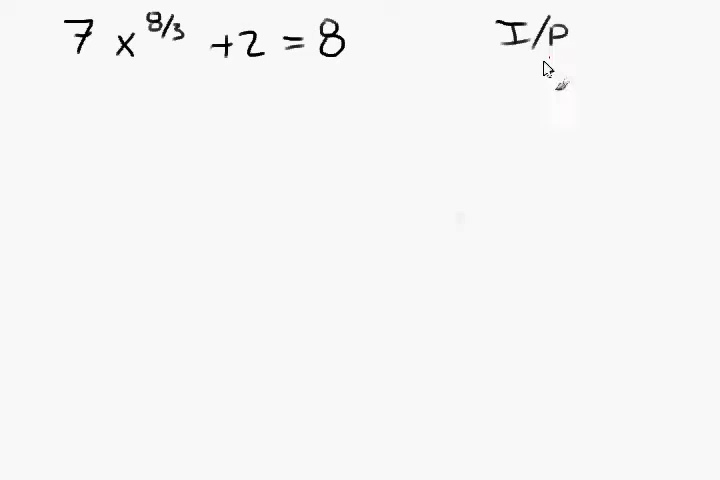 7 x^8/3 +2 = 8 I/P